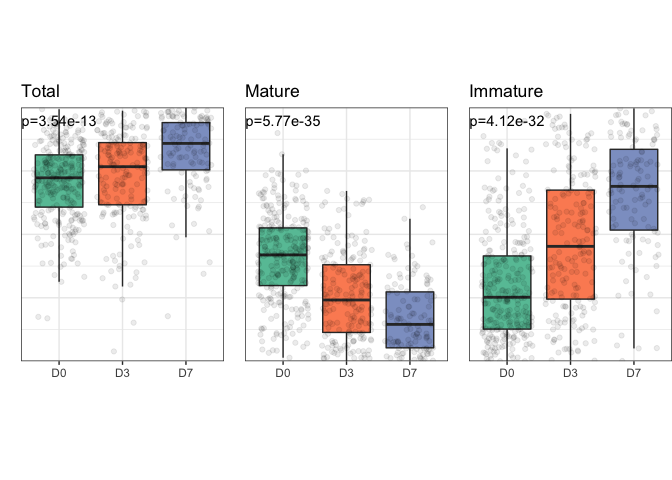 Total Mature Immature
p=3.54e-13 p=5.77e-35 p=4.12e-32
D0 D3 D7 D0 D3 D7 D0 D3 D7